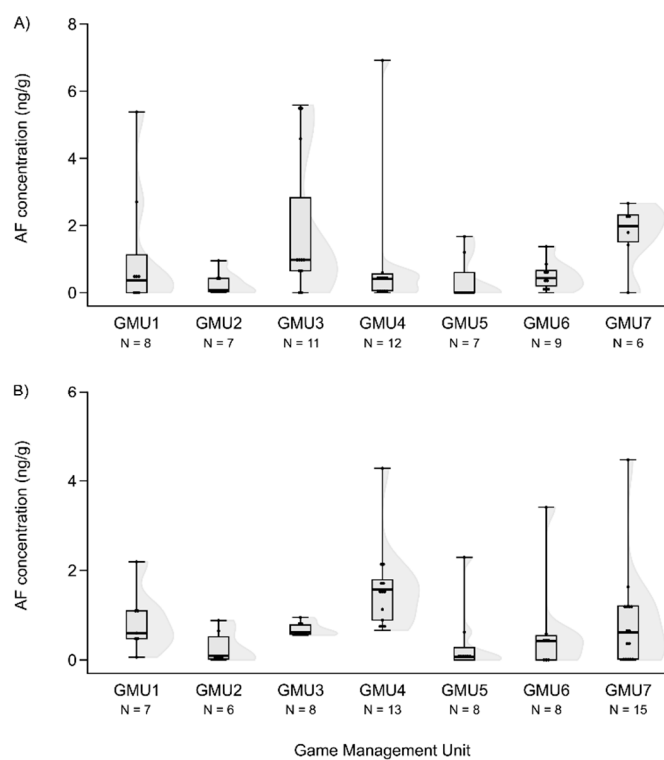 A)
AF concentration (ng/g)
8
6
4
2
0
GMU1 GMU2 GMU3 GMU4 GMU5 GMU6 GMU7
N = 8 N = 7 N = 11 N = 12 N = 7 N = 9 N = 6
B)
AF concentration (ng/g)
6
4
2
0
GMU1 GMU2 GMU3 GMU4 GMU5 GMU6 GMU7
N = 7 N = 6 N = 8 N = 13 N = 8 N = 8 N = 15
Game Management Unit